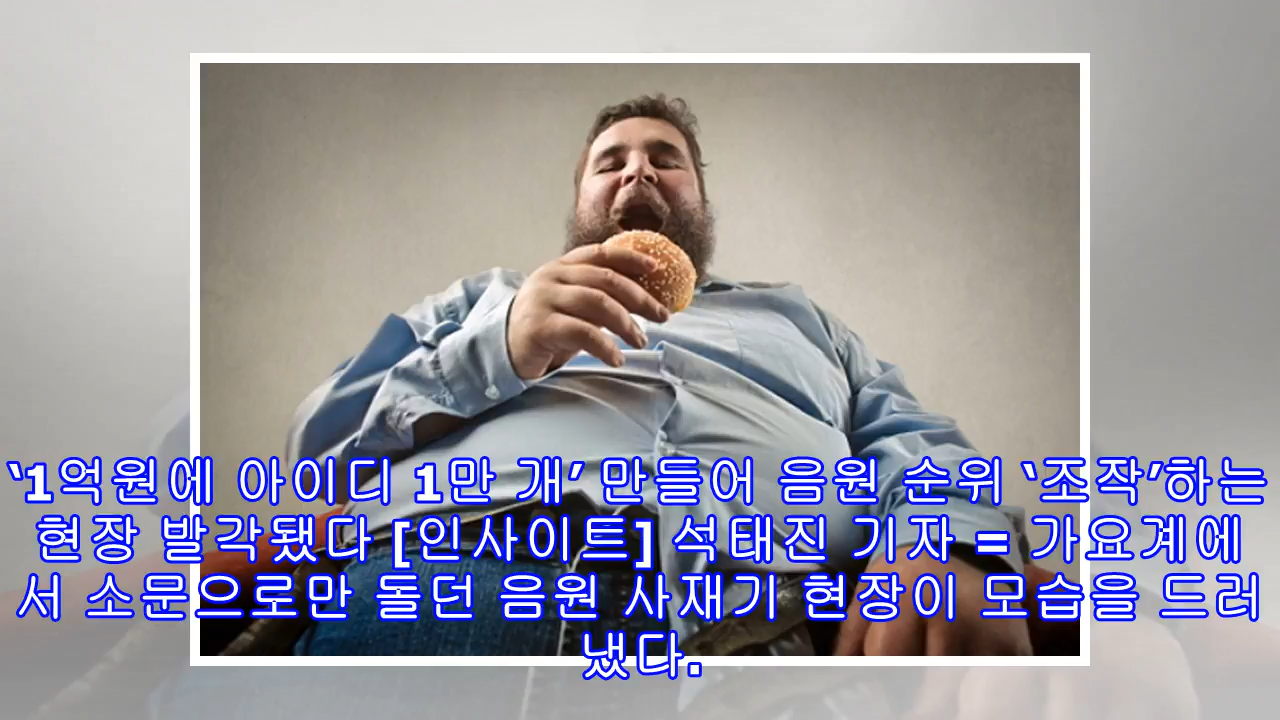 ‘1억원에 아이디 1만 개’ 만들어 음원 순위 ‘조작’하는
현장 발각됐다 [인사이트] 석태진 기자 = 가요계에
서 소문으로만 돌던 음원 사재기 현장이 모습을 드러
냈다.